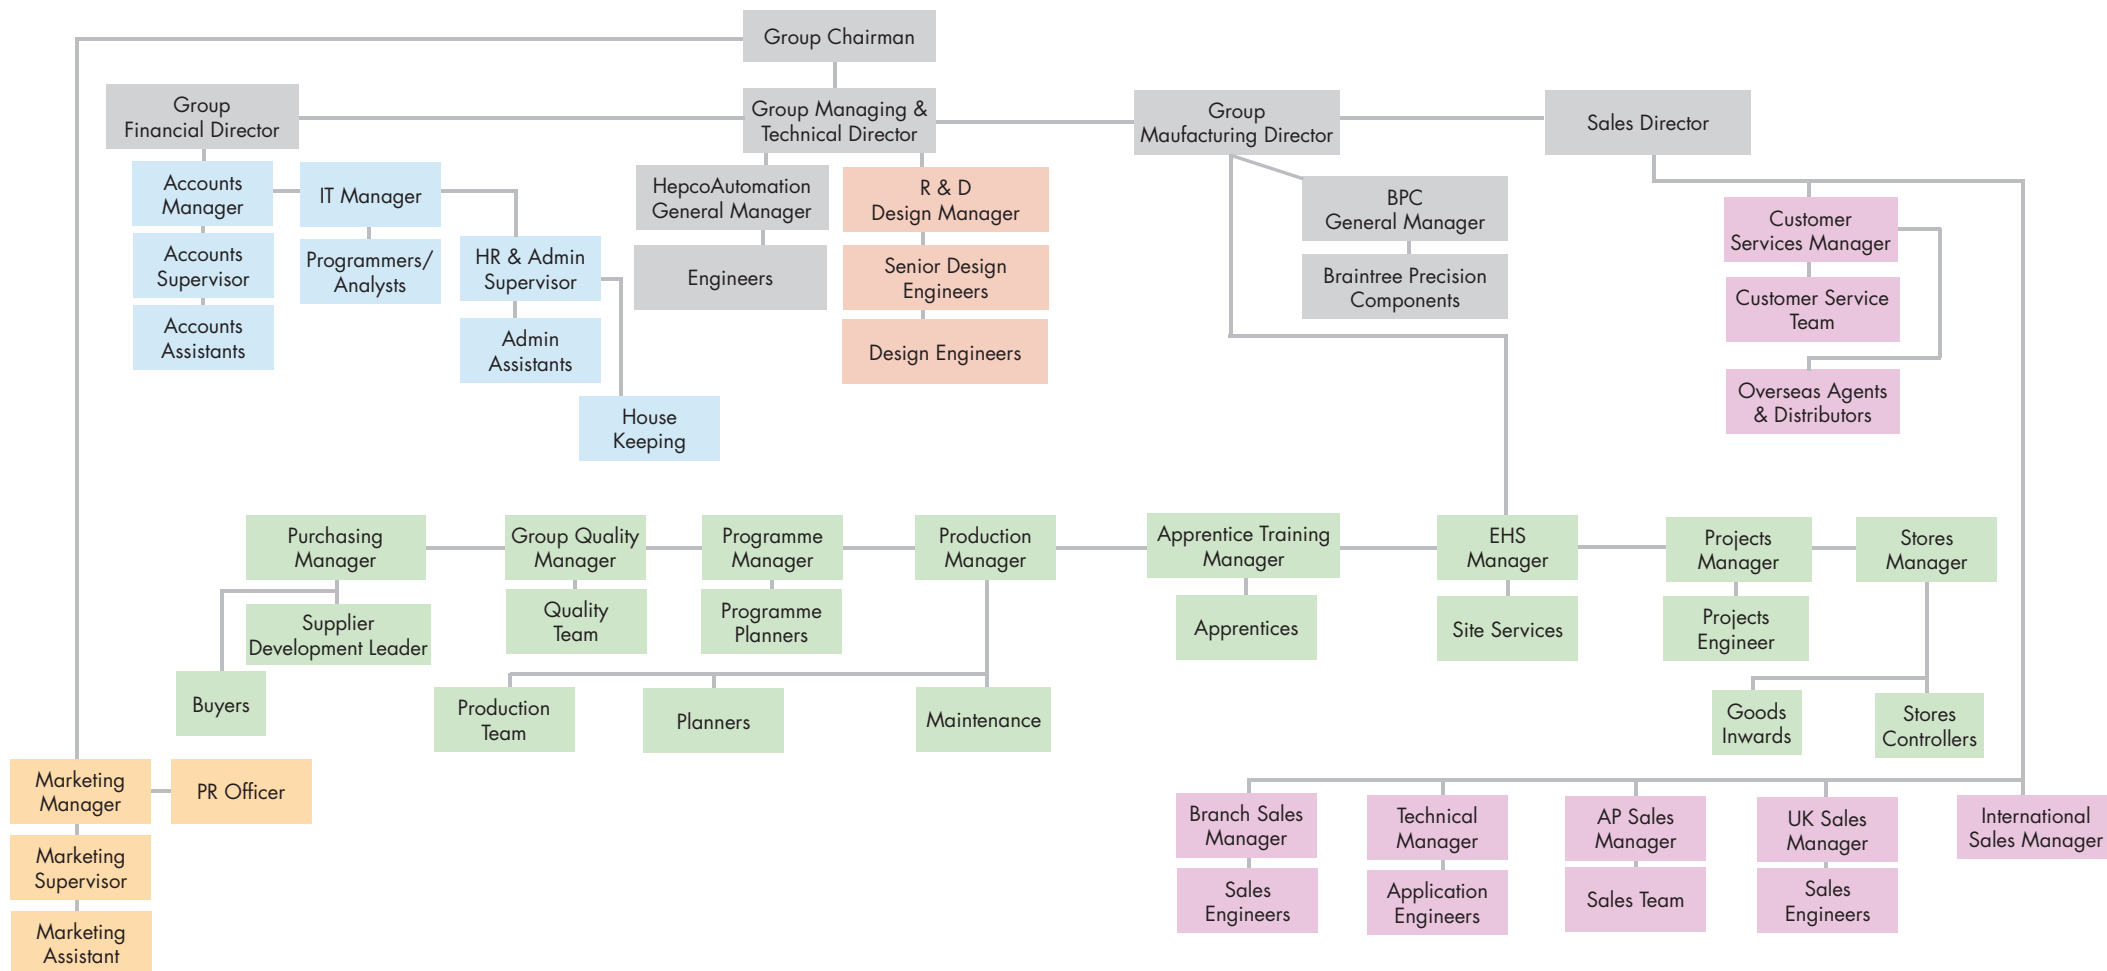 Group Chairman
Group
Financial Director
Group Managing &
Technical Director
Group
Maufacturing Director
Sales Director
Accounts
Manager
IT Manager
HepcoAutomation
General Manager
R & D
Design Manager
BPC
General Manager
Customer
Services Manager
Accounts
Supervisor
Programmers/
Analysts
HR & Admin
Supervisor
Engineers
Senior Design
Engineers
Braintree Precision
Components
Customer Service
Team
Accounts
Assistants
Admin
Assistants
Design Engineers
Overseas Agents
& Distributors
House
Keeping
Purchasing
Manager
Group Quality
Manager
Programme
Manager
Production
Manager
Apprentice Training
Manager
EHS
Manager
Projects
Manager
Stores
Manager
Supplier
Development Leader
Quality
Team
Programme
Planners
Apprentices
Site Services
Projects
Engineer
Buyers
Production
Team
Planners
Maintenance
Goods
Inwards
Stores
Controllers
Marketing
Manager
PR Officer
Branch Sales
Manager
Technical
Manager
AP Sales
Manager
UK Sales
Manager
International
Sales Manager
Marketing
Supervisor
Sales
Engineers
Application
Engineers
Sales Team
Sales
Engineers
Marketing
Assistant